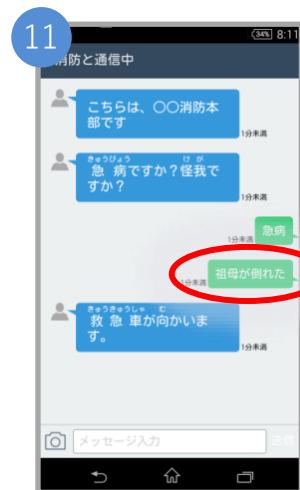 11
34% 8:11
消防と通信中
こちらは、〇〇消防本
部です
1分未満
きゅうびょう けが
急病ですか?怪我で
すか?
1分未満
急病
1分未満
祖母が倒れた
1分未満
きゅうきゅうしゃ む
救急車が向かいま
す。
1分未満
メッセージ入力
送信